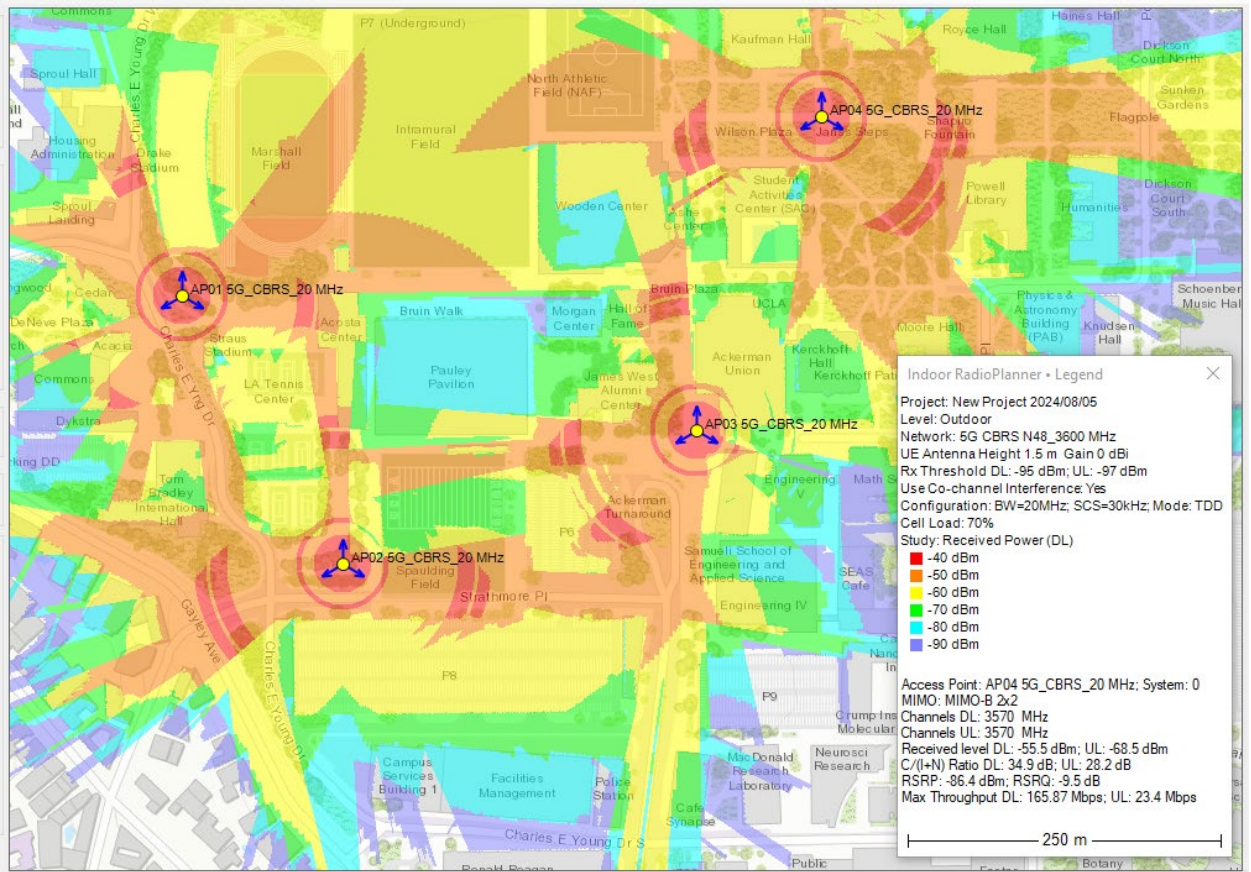 Commons
P7 (Underground)
Haines Hall
Kaufman Hall
Royce Hall
Dickson
Court North
Sproul Hall
Charles E Young Dr
North Athletic
Field (NAF)
Sunken
Gardens
AP04 5G_CBRS_20 MHz
Flagpole
Intramural
Field
Wilson Plaza
Janss Steps
Shapiro
Fountain
Housing
Administration
Drake
Stadium
Marshall
Field
Student
Activities
Center (SAC)
Powell
Library
Dickson
Court
South
Sproul
Landing
Wooden Center
Ashe
Center
Humanities
AP01 5G_CBRS_20 MHz
Bruin Plaza
UCLA
Cedar
Schoenberg
Music Hal
DeNeve Plaza
Acacia
Straus
Stadium
Acosta
Center
Bruin Walk
Morgan
Center
Hall of
Fame
Physics &
Astronomy
Building
(PAB)
Knudsen
Hall
Moore Hall
Charles E Yng Dr
Commons
LA Tennis
Center
Pauley
Pavilion
James West
Alumni
Center
Ackerman
Union
Kerckhoff
Hall
Kerckhoff Pat
Dykstra
AP03 5G_CBRS_20 MHz
king DD
Tom
Bradley
International
Hall
Ackerman
Turnaround
P6
Engineering
V
Math S
AP02 5G_CBRS_20 MHz
Spaulding
Field
Samueli School of
Engineering and
Applied Science
SEAS
Cafe
Strathmore Pl
Engineering IV
Gayley Ave
Charles E Young Dr
P8
P9
Crump Ins
Molecular
Campus
Services
Building 1
Facilities
Management
Police
Station
MacDonald
Research
Laboratory
Neurosci
Research
Cafe
Synapse
Charles E Young Dr S
Ronald Reagan
Public
Botany
Indoor RadioPlanner • Legend
Project: New Project 2024/08/05
Level: Outdoor
Network: 5G CBRS N48_3600 MHz
UE Antenna Height 1.5 m Gain 0 dBi
Rx Threshold DL: -95 dBm; UL: -97 dBm
Use Co-channel Interference: Yes
Configuration: BW=20MHz; SCS=30kHz; Mode: TDD
Cell Load: 70%
Study: Received Power (DL)
-40 dBm
-50 dBm
-60 dBm
-70 dBm
-80 dBm
-90 dBm
Access Point: AP04 5G_CBRS_20 MHz; System: 0
MIMO: MIMO-B 2x2
Channels DL: 3570 MHz
Channels UL: 3570 MHz
Received level DL: -55.5 dBm; UL: -68.5 dBm
C/(I+N) Ratio DL: 34.9 dB; UL: 28.2 dB
RSRP: -86.4 dBm; RSRQ: -9.5 dB
Max Throughput DL: 165.87 Mbps; UL: 23.4 Mbps
250 m